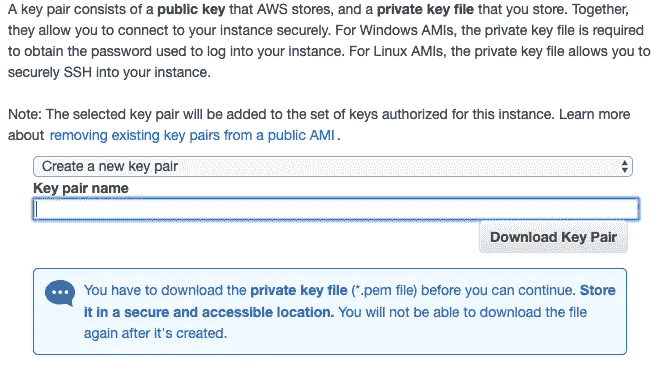 A key pair consists of a public key that AWS stores, and a private key file that you store. Together,
they allow you to connect to your instance securely. For Windows AMIs, the private key file is required
to obtain the password used to log into your instance. For Linux AMIs, the private key file allows you to
securely SSH into your instance.
Note: The selected key pair will be added to the set of keys authorized for this instance. Learn more
about removing existing key pairs from a public AMI .
Create a new key pair
Key pair name
Download Key Pair
You have to download the private key file (*.pem file) before you can continue. Store
it in a secure and accessible location. You will not be able to download the file
again after it's created.